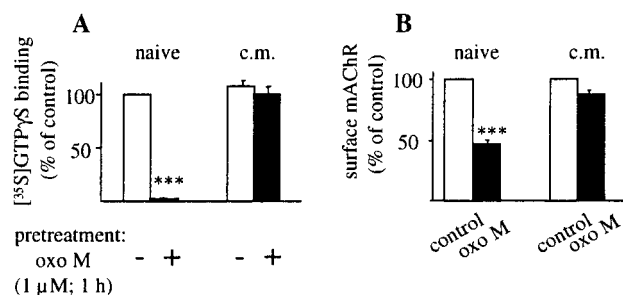 A
naive c.m.
[³⁵S]GTPγS binding
(% of control)
100
50
***
pretreatment:
oxo M - + - +
(1 μM; 1 h)
B
naive c.m.
surface mAChR
(% of control)
100
50
***
control oxo M control oxo M